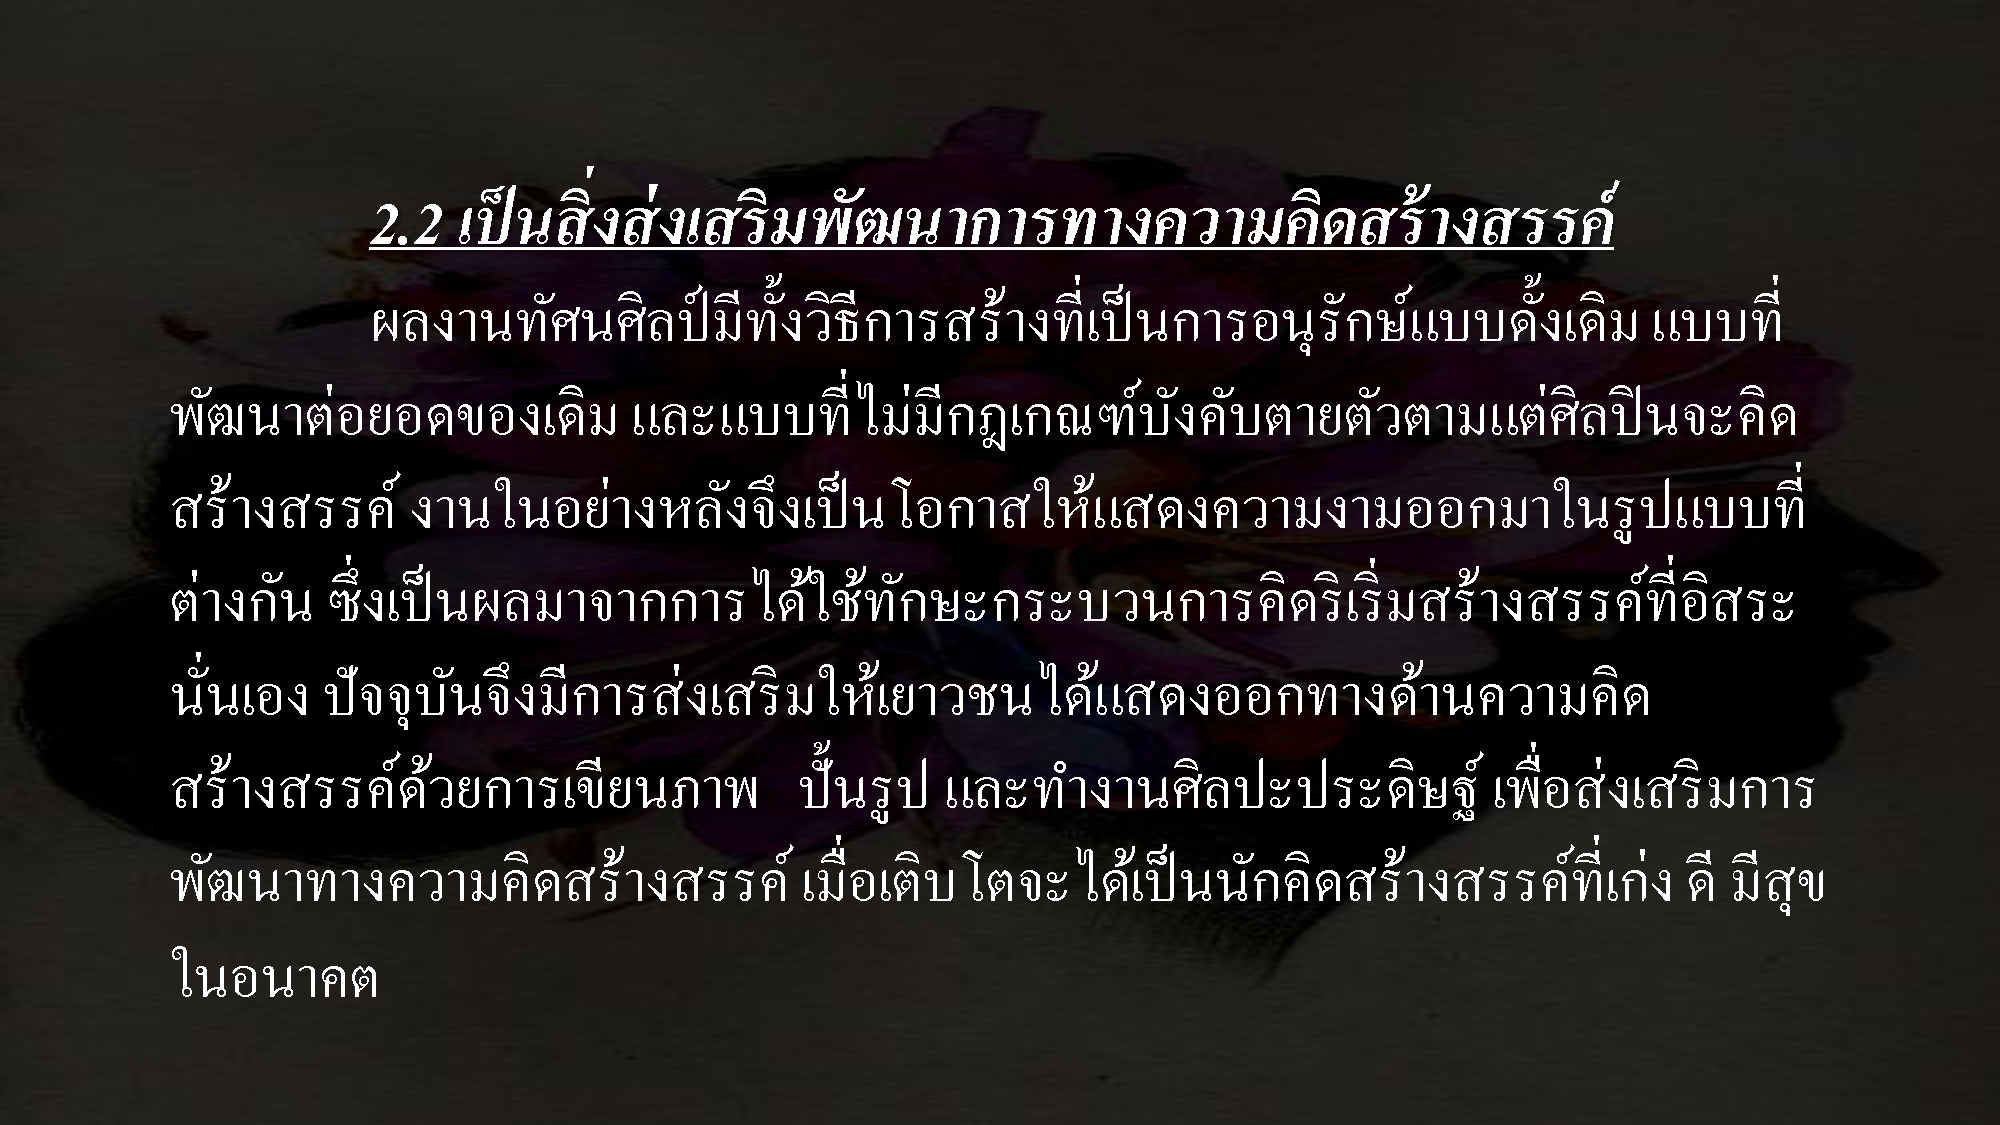 2.2 เป็นสิ่งส่งเสริมพัฒนาการทางความคิดสร้างสรรค์
ผลงานทัศนศิลป์มีทั้งวิธีการสร้างที่เป็นการอนุรักษ์แบบดั้งเดิม แบบที่
พัฒนาต่อยอดของเดิม และแบบที่ไม่มีกฎเกณฑ์บังคับตายตัวตามแต่ศิลปินจะคิด
สร้างสรรค์ งานในอย่างหลังจึงเป็นโอกาสให้แสดงความงามออกมาในรูปแบบที่
ต่างกัน ซึ่งเป็นผลมาจากการได้ใช้ทักษะกระบวนการคิดริเริ่มสร้างสรรค์ที่อิสระ
นั่นเอง ปัจจุบันจึงมีการส่งเสริมให้เยาวชนได้แสดงออกทางด้านความคิด
สร้างสรรค์ด้วยการเขียนภาพ ปั้นรูป และทำงานศิลปะประดิษฐ์ เพื่อส่งเสริมการ
พัฒนาทางความคิดสร้างสรรค์ เมื่อเติบโตจะได้เป็นนักคิดสร้างสรรค์ที่เก่ง ดี มีสุข
ในอนาคต